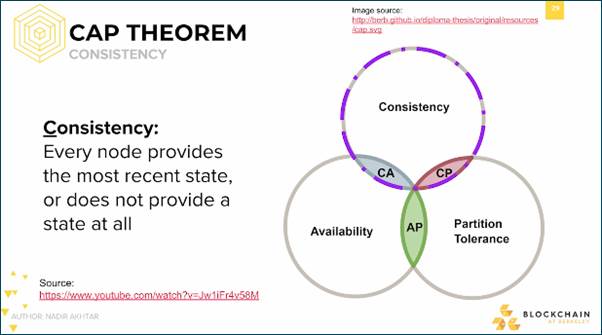 CAP THEOREM
CONSISTENCY
Image source:
http://berb.github.io/diploma-thesis/original/resources
/cap.svg
29
Consistency:
Every node provides
the most recent state,
or does not provide a
state at all
Consistency
CA
CP
Availability
AP
Partition
Tolerance
Source:
https://www.youtube.com/watch?v=Jw1iFr4v58M
AUTHOR: NADIR AKHTAR
BLOCKCHAIN
AT BERKELEY